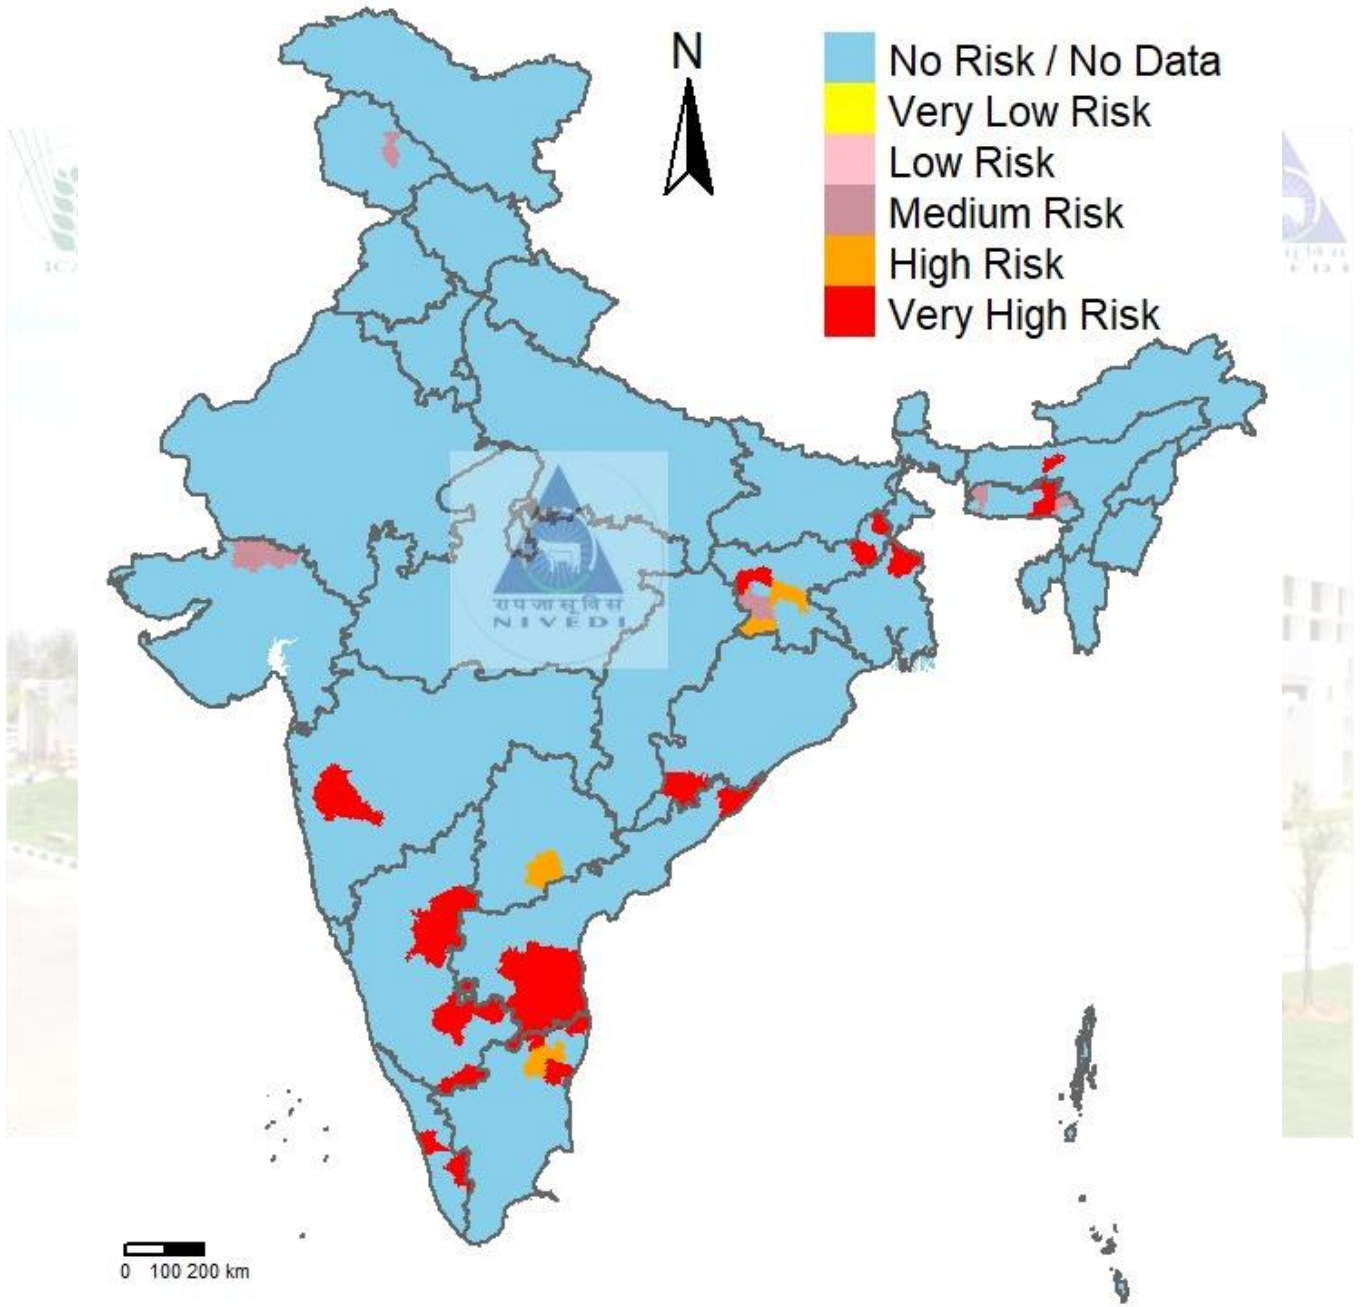 N
No Risk / No Data
Very Low Risk
Low Risk
Medium Risk
High Risk
Very High Risk
NIVEDI
0 100 200 km